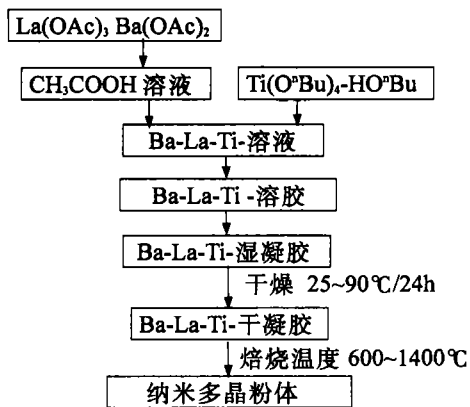 La(OAc)₃ Ba(OAc)₂
CH₃COOH 溶液
Ti(OⁿBu)₄-HOⁿBu
Ba-La-Ti-溶液
Ba-La-Ti -溶胶
Ba-La-Ti-湿凝胶
干燥 25~90℃/24h
Ba-La-Ti-干凝胶
焙烧温度 600~1400℃
纳米多晶粉体